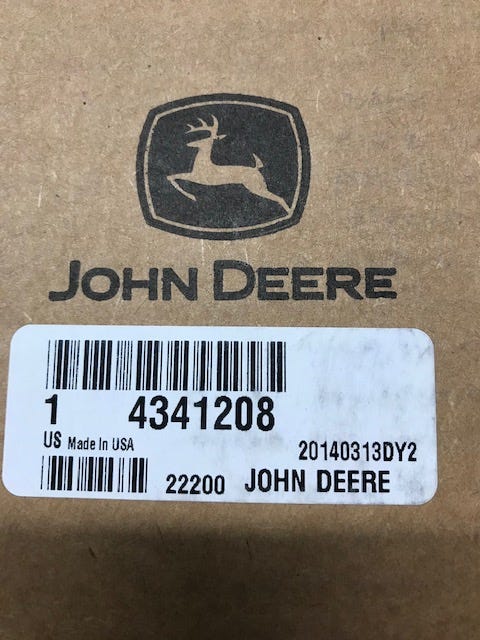 JOHN DEERE
1 4341208
US Made In USA
20140313DY2
22200 JOHN DEERE